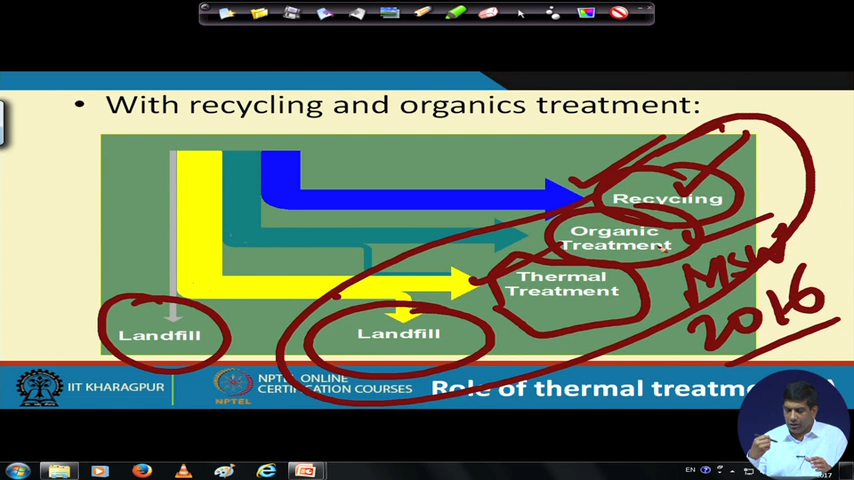 • With recycling and organics treatment:
Recycling
Organic
Treatment
Thermal
Treatment
Landfill
Landfill
MSW
2016
IIT KHARAGPUR
NPTEL
NPTEL ONLINE
CERTIFICATION COURSES
Role of thermal treatme
EN